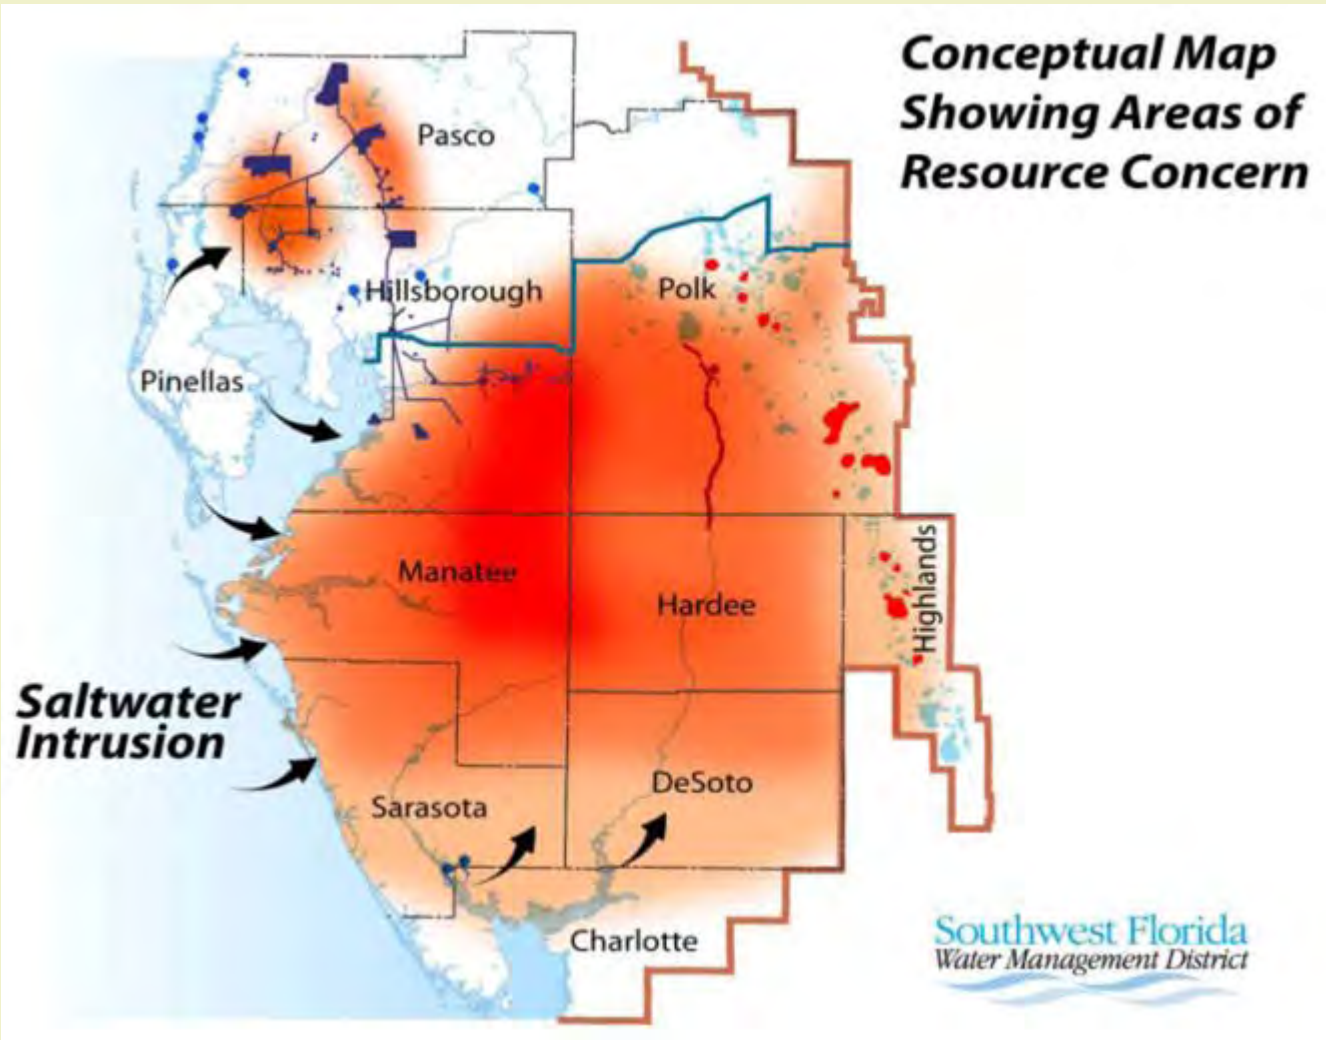 Conceptual Map
Showing Areas of
Resource Concern
Pasco
Hillsborough
Polk
Pinellas
Manatee
Hardee
Highlands
Saltwater
Intrusion
DeSoto
Sarasota
Charlotte
Southwest Florida
Water Management District